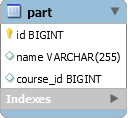 part
id BIGINT
name VARCHAR(255)
course_id BIGINT
Indexes